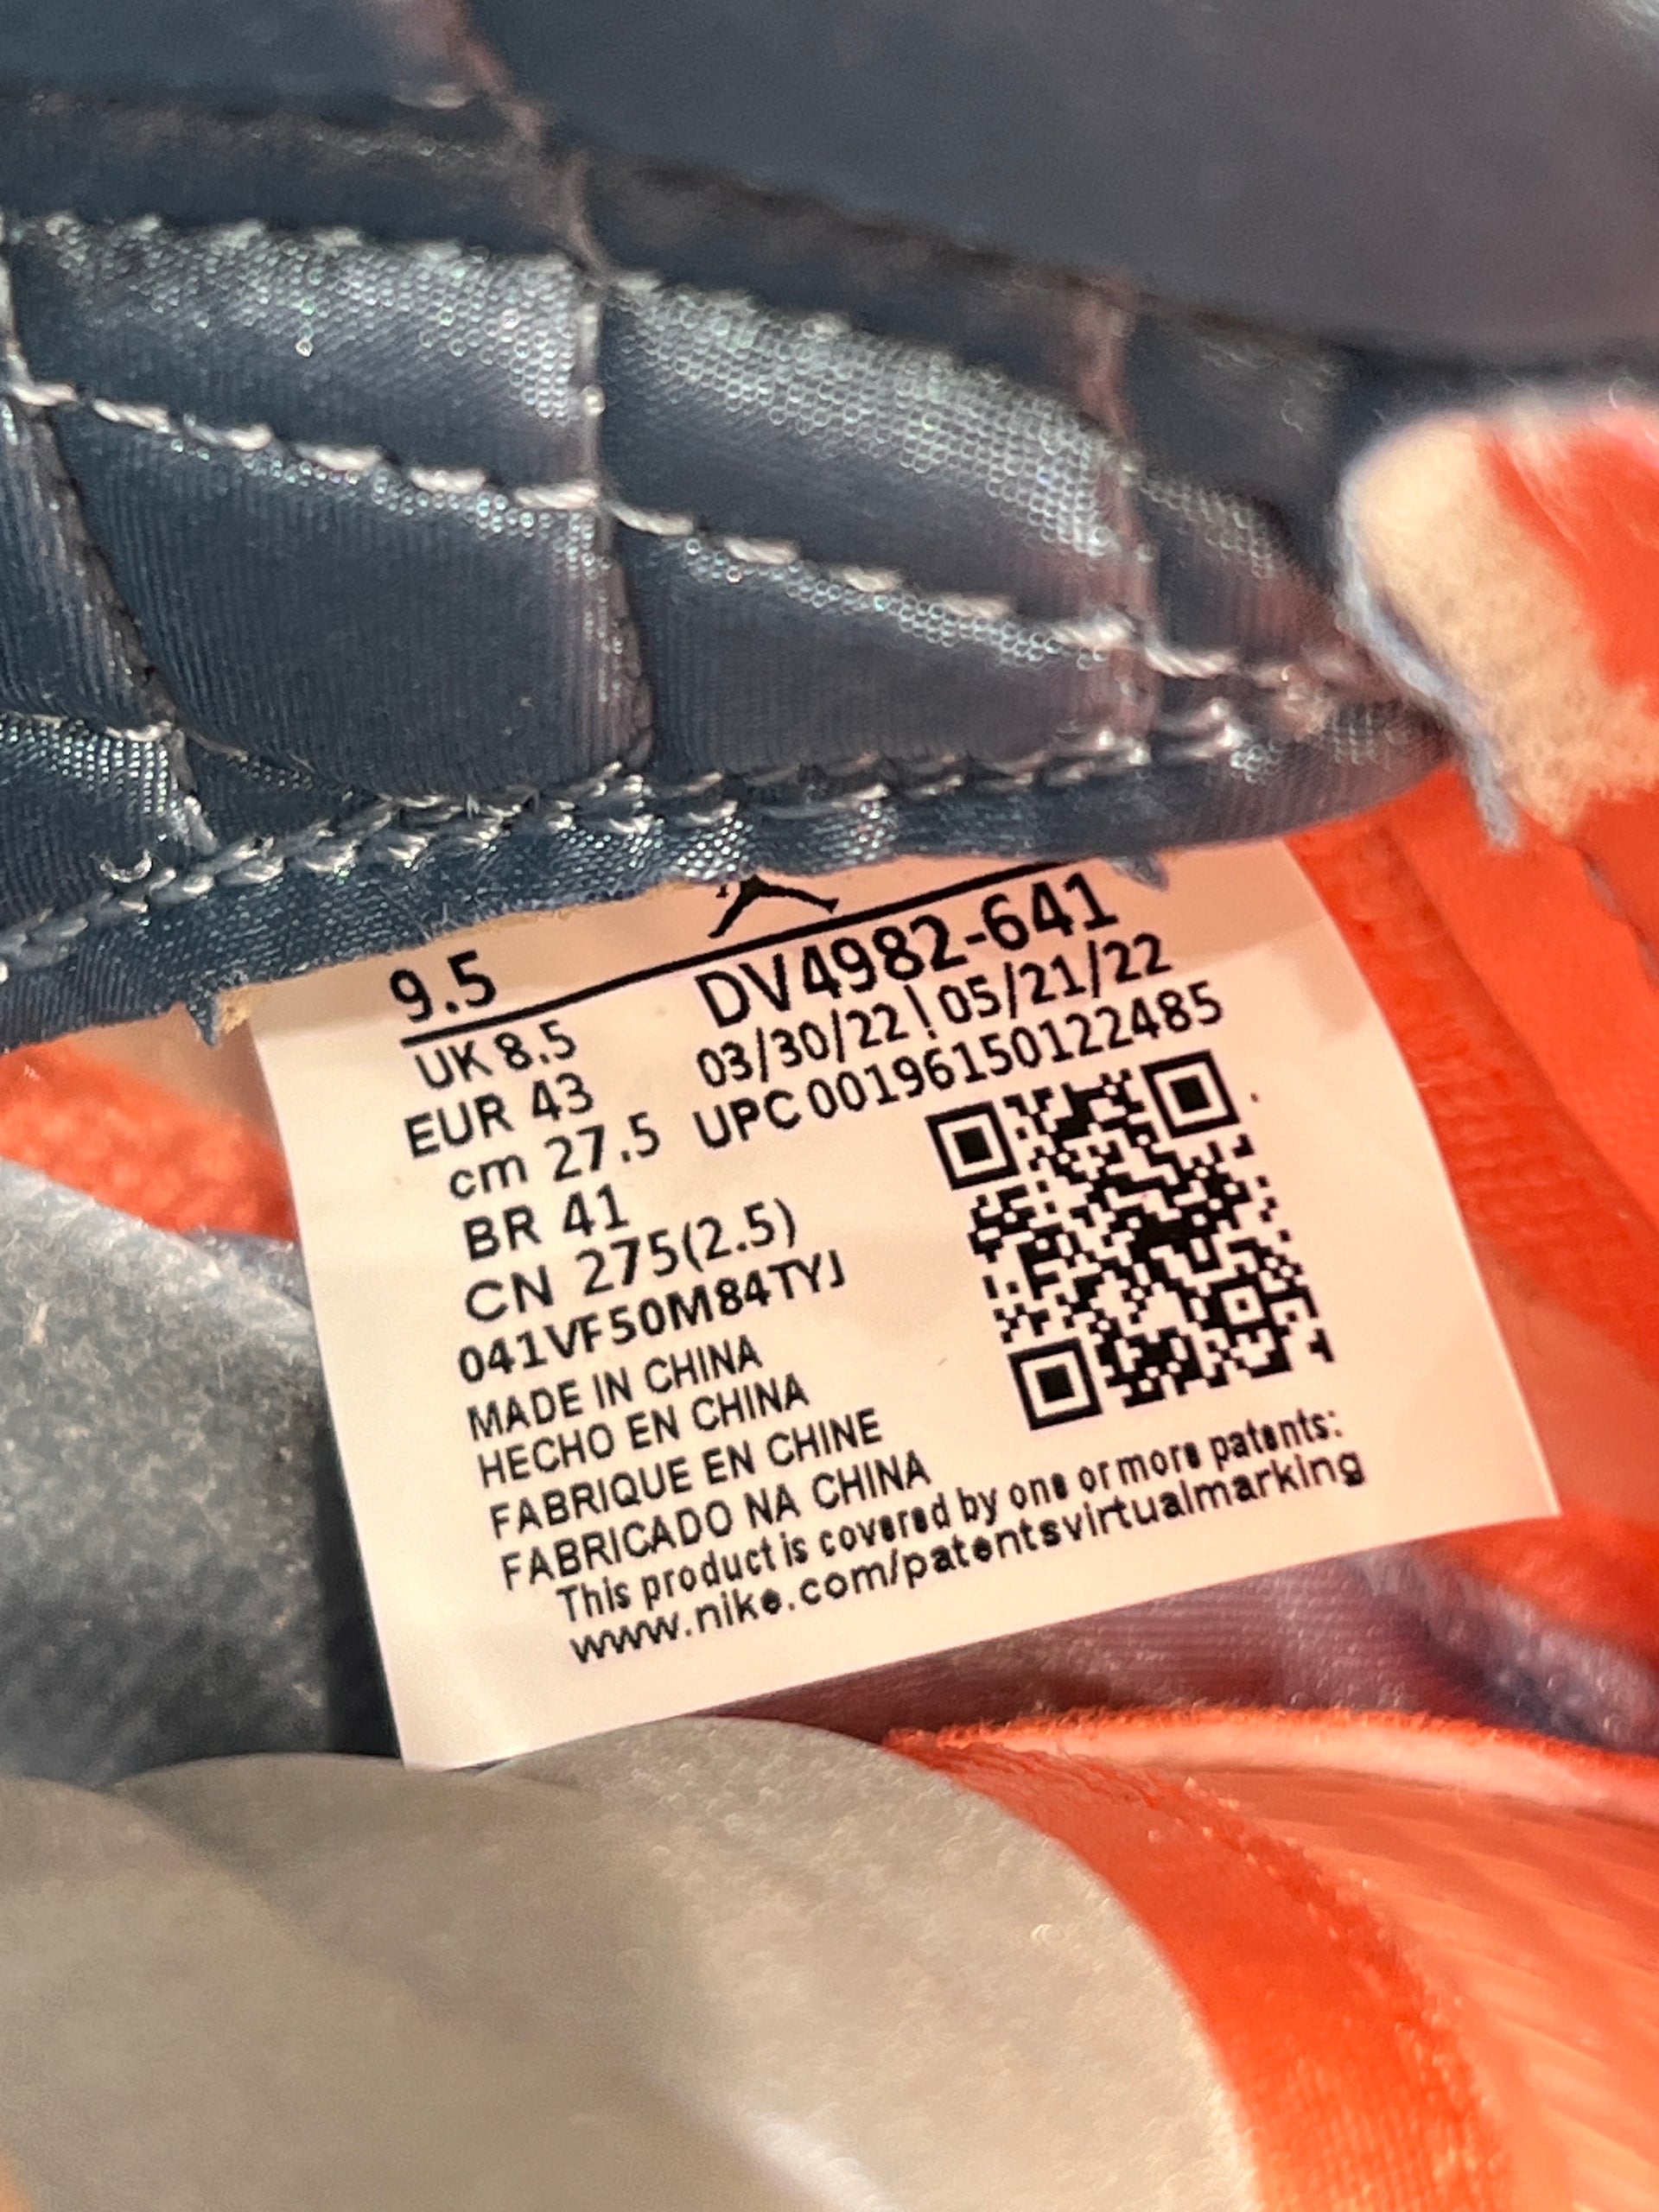 9.5
DV4982-641
UK 8.5
03/30/22 | 05/21/22
EUR 43
UPC 00196150122485
cm 27.5
BR 41
CN 275(2.5)
041VF50M84TYJ
MADE IN CHINA
HECHO EN CHINA
FABRIQUE EN CHINE
FABRICADO NA CHINA
This product is covered by one or more patents:
www.nike.com/patentsvirtualmarking